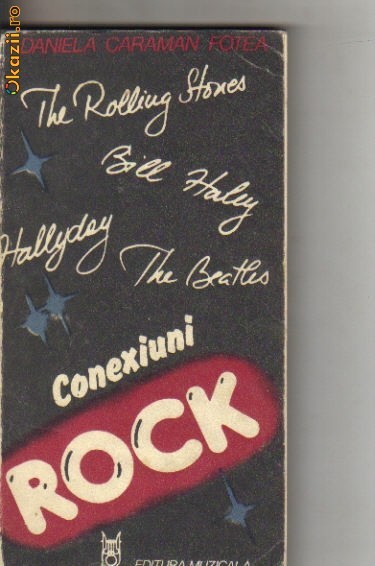 Okazii.ro
DANIELA CARAMAN FOTEA
The Rolling Stones
Bill Haley
Hallyday
The Beatles
conexiuni
ROCK
EDITURA MUZICALA